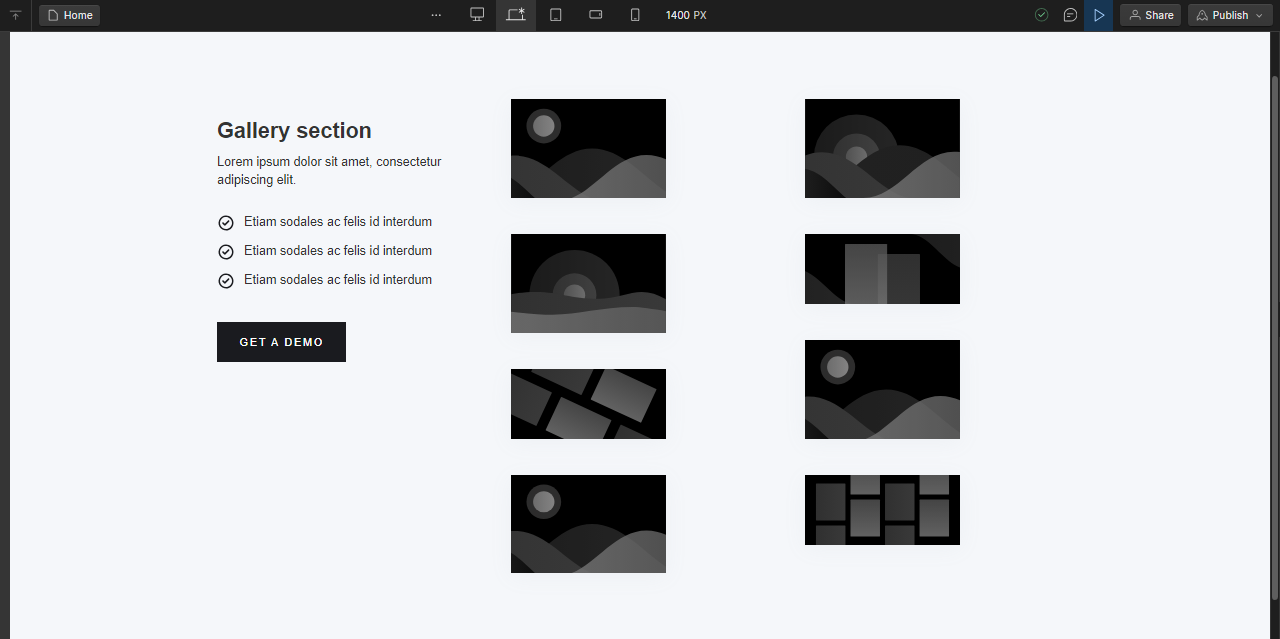 Home
1400 PX
Share
Publish
Gallery section
Lorem ipsum dolor sit amet, consectetur
adipiscing elit.
Etiam sodales ac felis id interdum
Etiam sodales ac felis id interdum
Etiam sodales ac felis id interdum
GET A DEMO